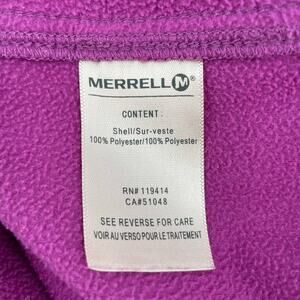 MERRELL M®
CONTENT:
Shell/Sur-veste
100% Polyester/100% Polyester
RN# 119414
CA#51048
SEE REVERSE FOR CARE
VOIR AU VERSO POUR LE TRAITEMENT